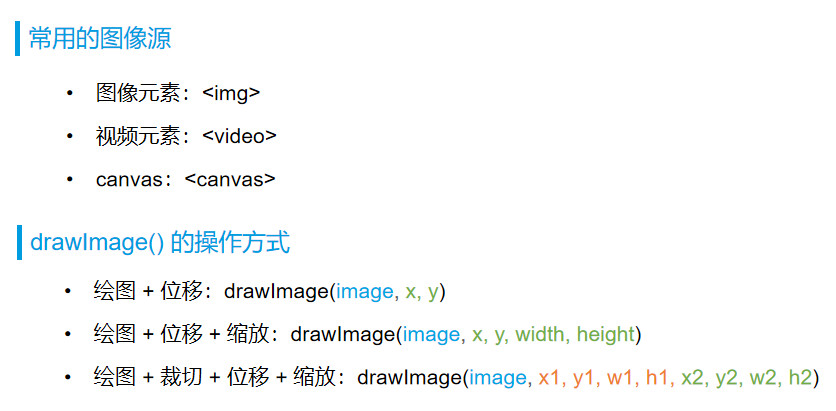 常用的图像源
• 图像元素：<img>
• 视频元素：<video>
• canvas：<canvas>
drawImage() 的操作方式
• 绘图 + 位移：drawImage(image, x, y)
• 绘图 + 位移 + 缩放：drawImage(image, x, y, width, height)
• 绘图 + 裁切 + 位移 + 缩放：drawImage(image, x1, y1, w1, h1, x2, y2, w2, h2)